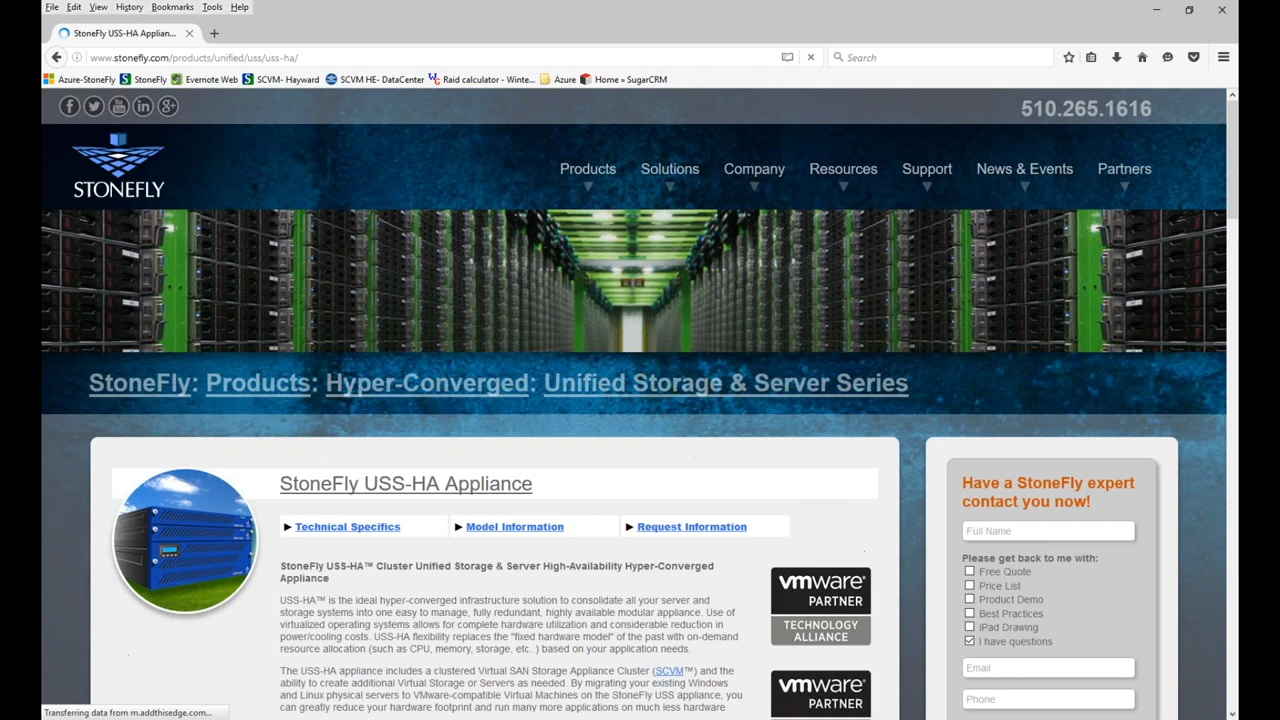 File Edit View History Bookmarks Tools Help
StoneFly USS-HA Applian...
www.stonefly.com/products/unified/uss/uss-ha/
Search
Azure-StoneFly StoneFly Evernote Web SCVM- Hayward SCVM HE- DataCenter Raid calculator - Winte... Azure Home » SugarCRM
510.265.1616
STONEFLY
Products Solutions Company Resources Support News & Events Partners
StoneFly: Products: Hyper-Converged: Unified Storage & Server Series
StoneFly USS-HA Appliance
► Technical Specifics ► Model Information ► Request Information
StoneFly USS-HA™ Cluster Unified Storage & Server High-Availability Hyper-Converged
Appliance
USS-HA™ is the ideal hyper-converged infrastructure solution to consolidate all your server and
storage systems into one easy to manage, fully redundant, highly available modular appliance. Use of
virtualized operating systems allows for complete hardware utilization and considerable reduction in
power/cooling costs. USS-HA flexibility replaces the "fixed hardware model" of the past with on-demand
resource allocation (such as CPU, memory, storage, etc..) based on your application needs.
The USS-HA appliance includes a clustered Virtual SAN Storage Appliance Cluster (SCVM™) and the
ability to create additional Virtual Storage or Servers as needed. By migrating your existing Windows
and Linux physical servers to VMware-compatible Virtual Machines on the StoneFly USS appliance, you
can greatly reduce your hardware footprint and run many more applications on much less hardware
vmware®
PARTNER
TECHNOLOGY
ALLIANCE
vmware®
PARTNER
Have a StoneFly expert
contact you now!
Full Name
Please get back to me with:
Free Quote
Price List
Product Demo
Best Practices
iPad Drawing
I have questions
Email
Phone
Transferring data from m.addthisedge.com...